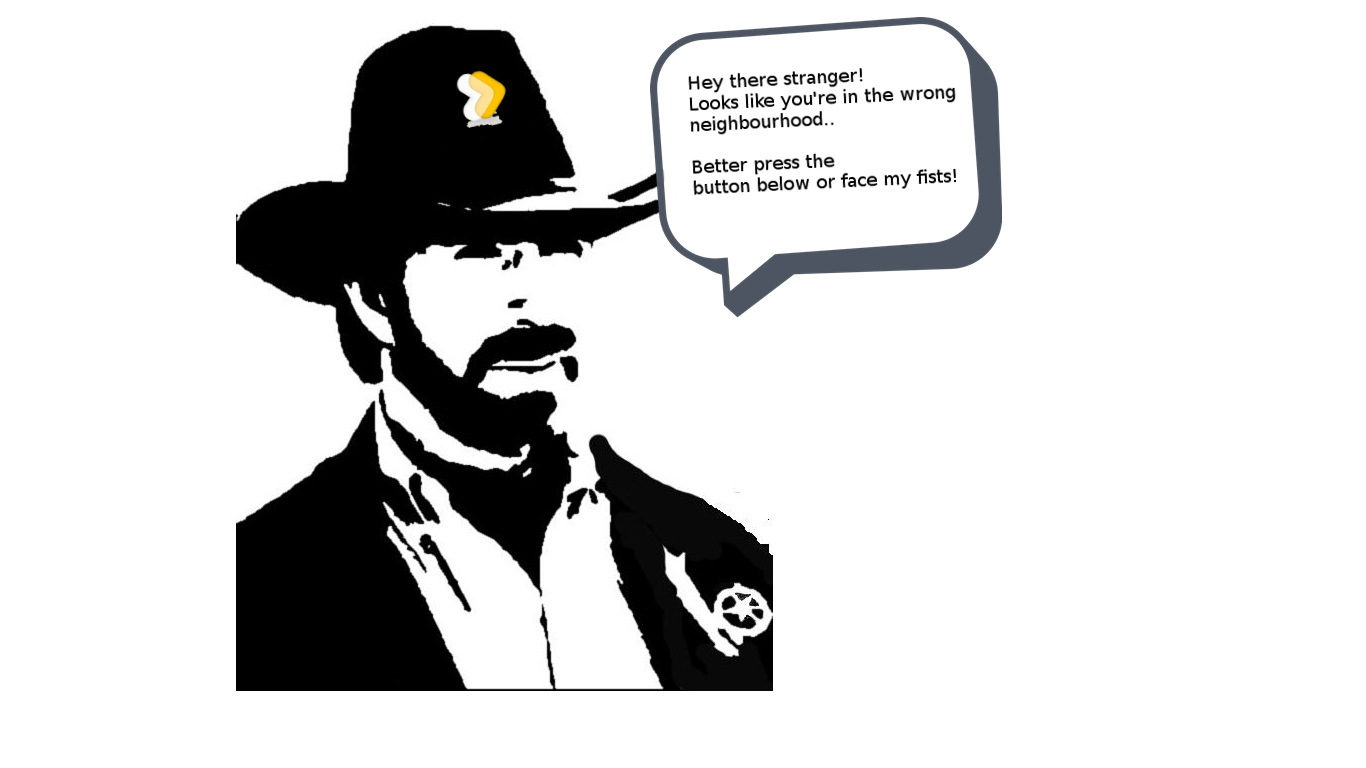 Hey there stranger!
Looks like you're in the wrong
neighbourhood..
Better press the
button below or face my fists!